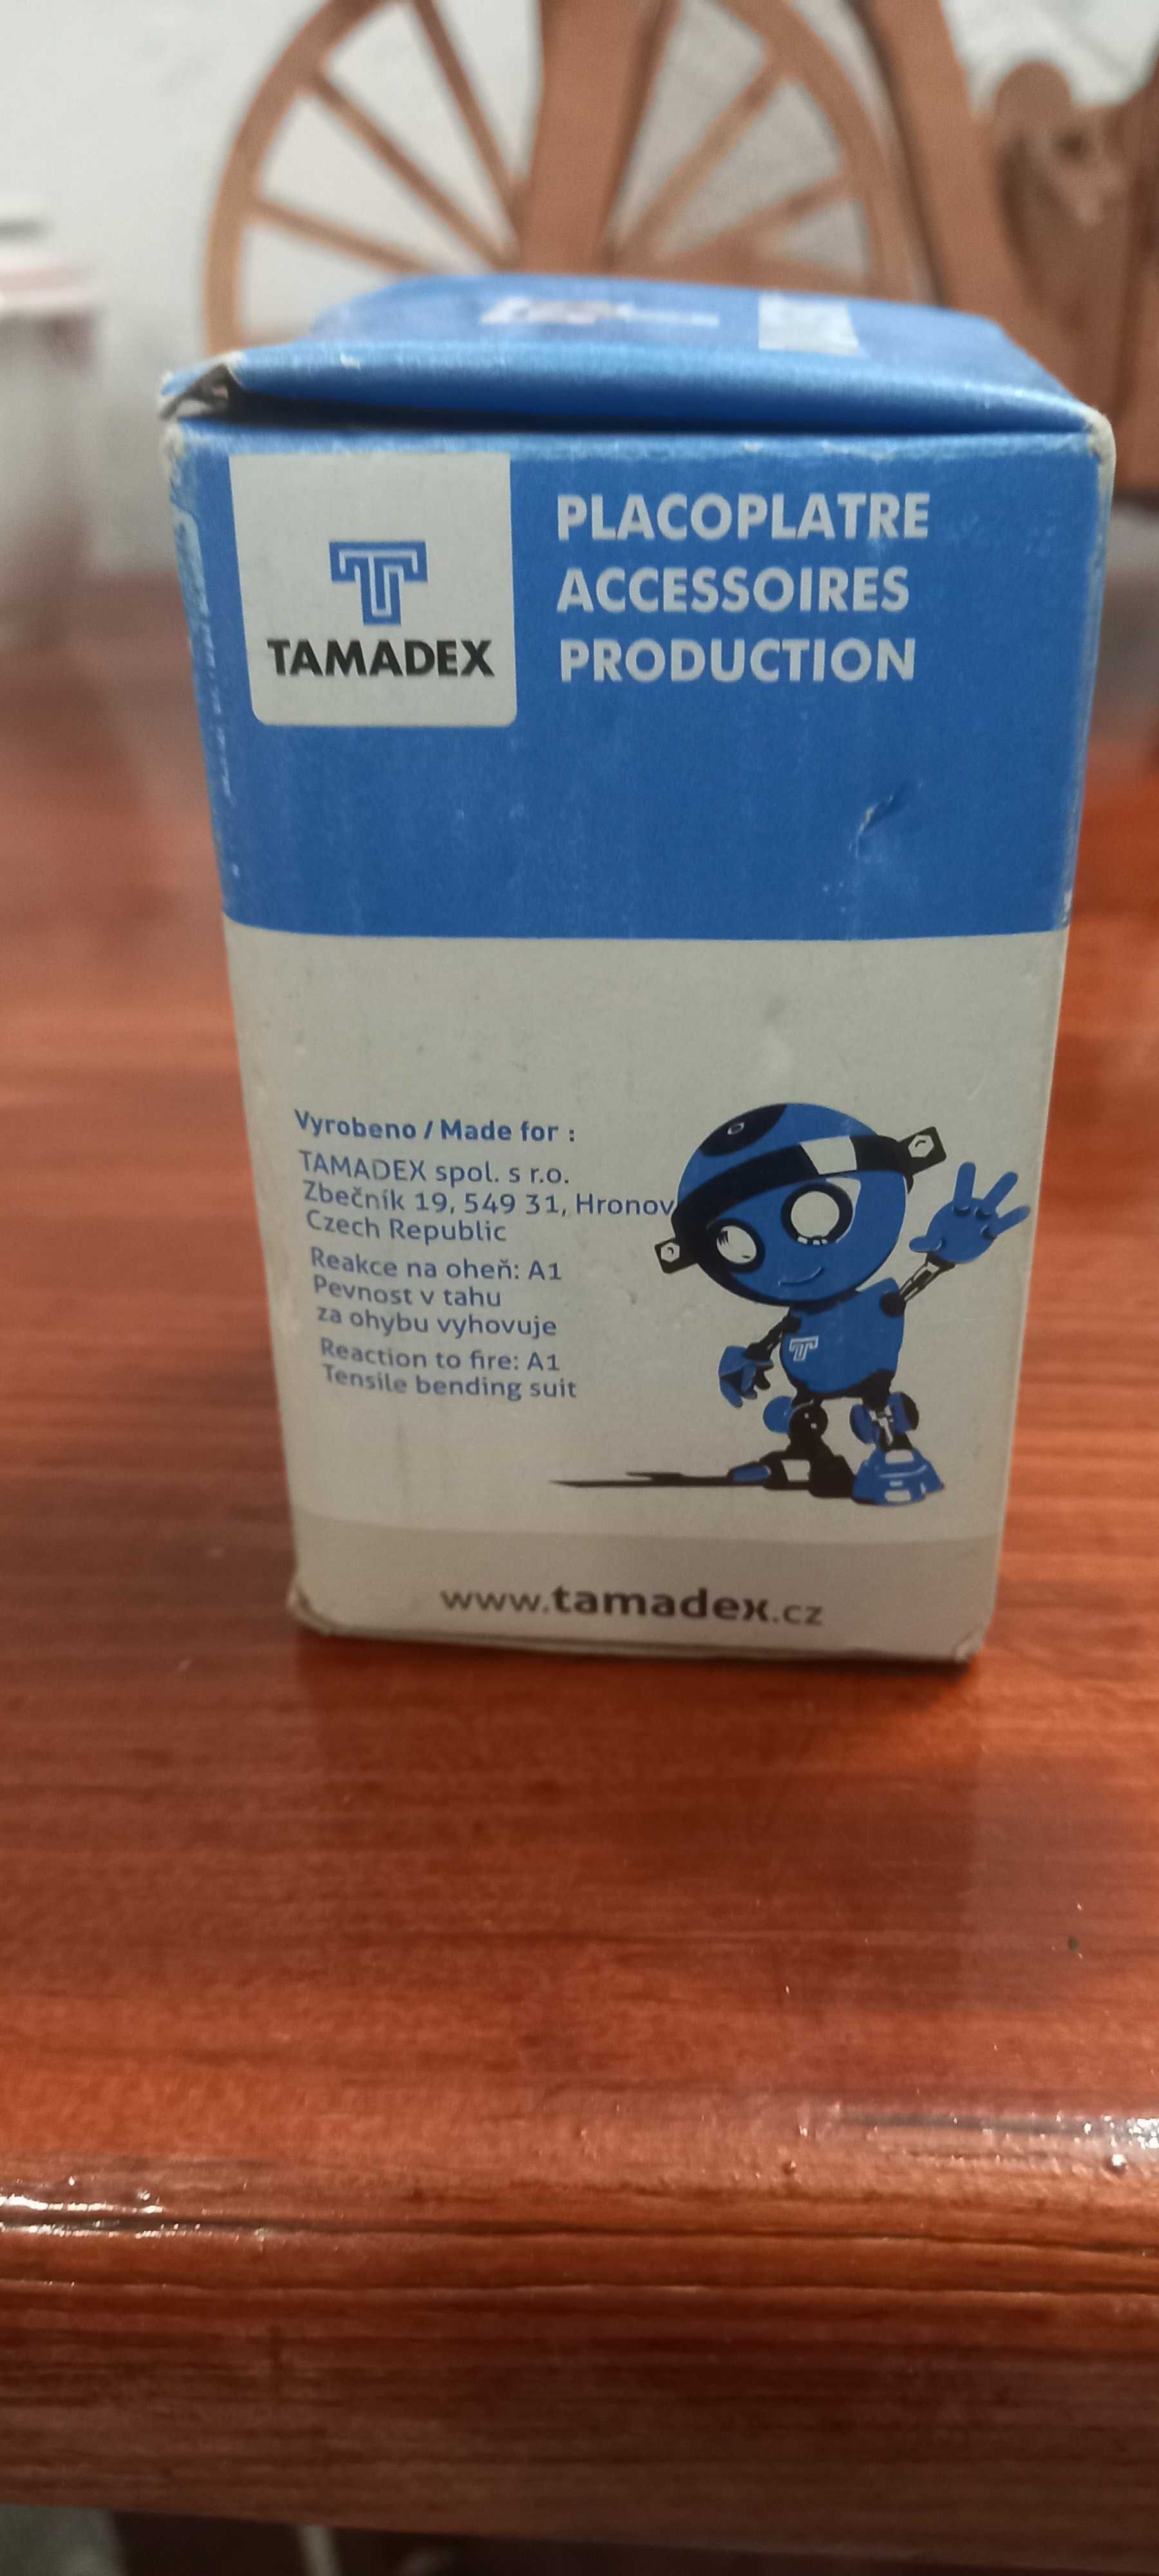 TAMADEX
PLACOPLATRE
ACCESSOIRES
PRODUCTION
Vyrobeno / Made for :
TAMADEX spol. s r.o.
Zbečník 19, 549 31, Hronov
Czech Republic
Reakce na oheň: A1
Pevnost v tahu
za ohybu vyhovuje
Reaction to fire: A1
Tensile bending suit
www.tamadex.cz